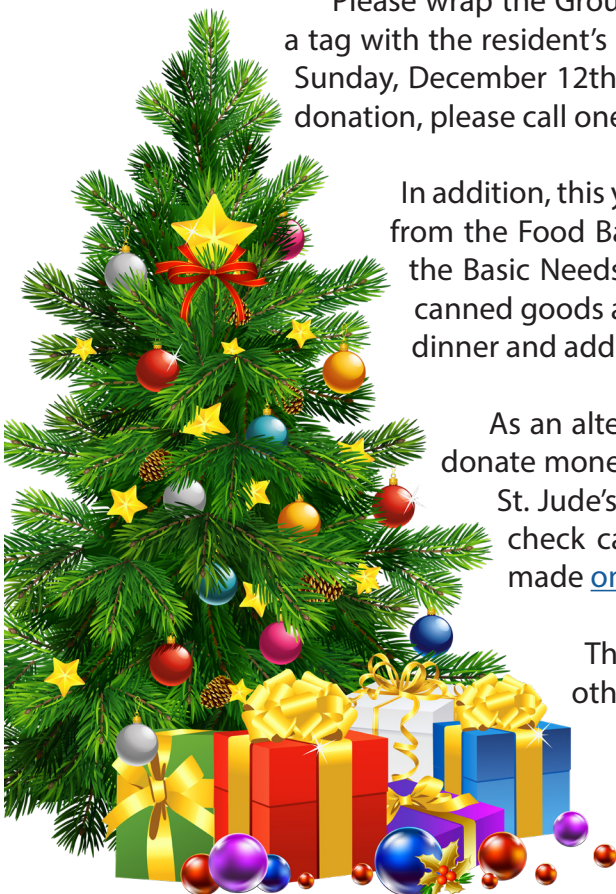 Please wrap the Grou
a tag with the resident's
Sunday, December 12th
donation, please call one
In addition, this y
from the Food Ba
the Basic Needs
canned goods a
dinner and add
As an alte
donate mone
St. Jude's
check ca
made on
Th
oth